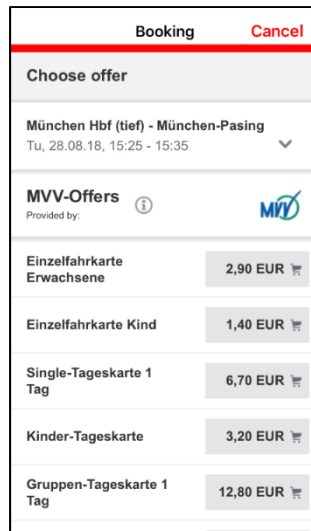 Booking
Cancel
Choose offer
München Hbf (tief) - München-Pasing
Tu, 28.08.18, 15:25 - 15:35
MVV-Offers
Provided by:
MVV
Einzelfahrkarte
Erwachsene
2,90 EUR
Einzelfahrkarte Kind
1,40 EUR
Single-Tageskarte 1
Tag
6,70 EUR
Kinder-Tageskarte
3,20 EUR
Gruppen-Tageskarte 1
Tag
12,80 EUR